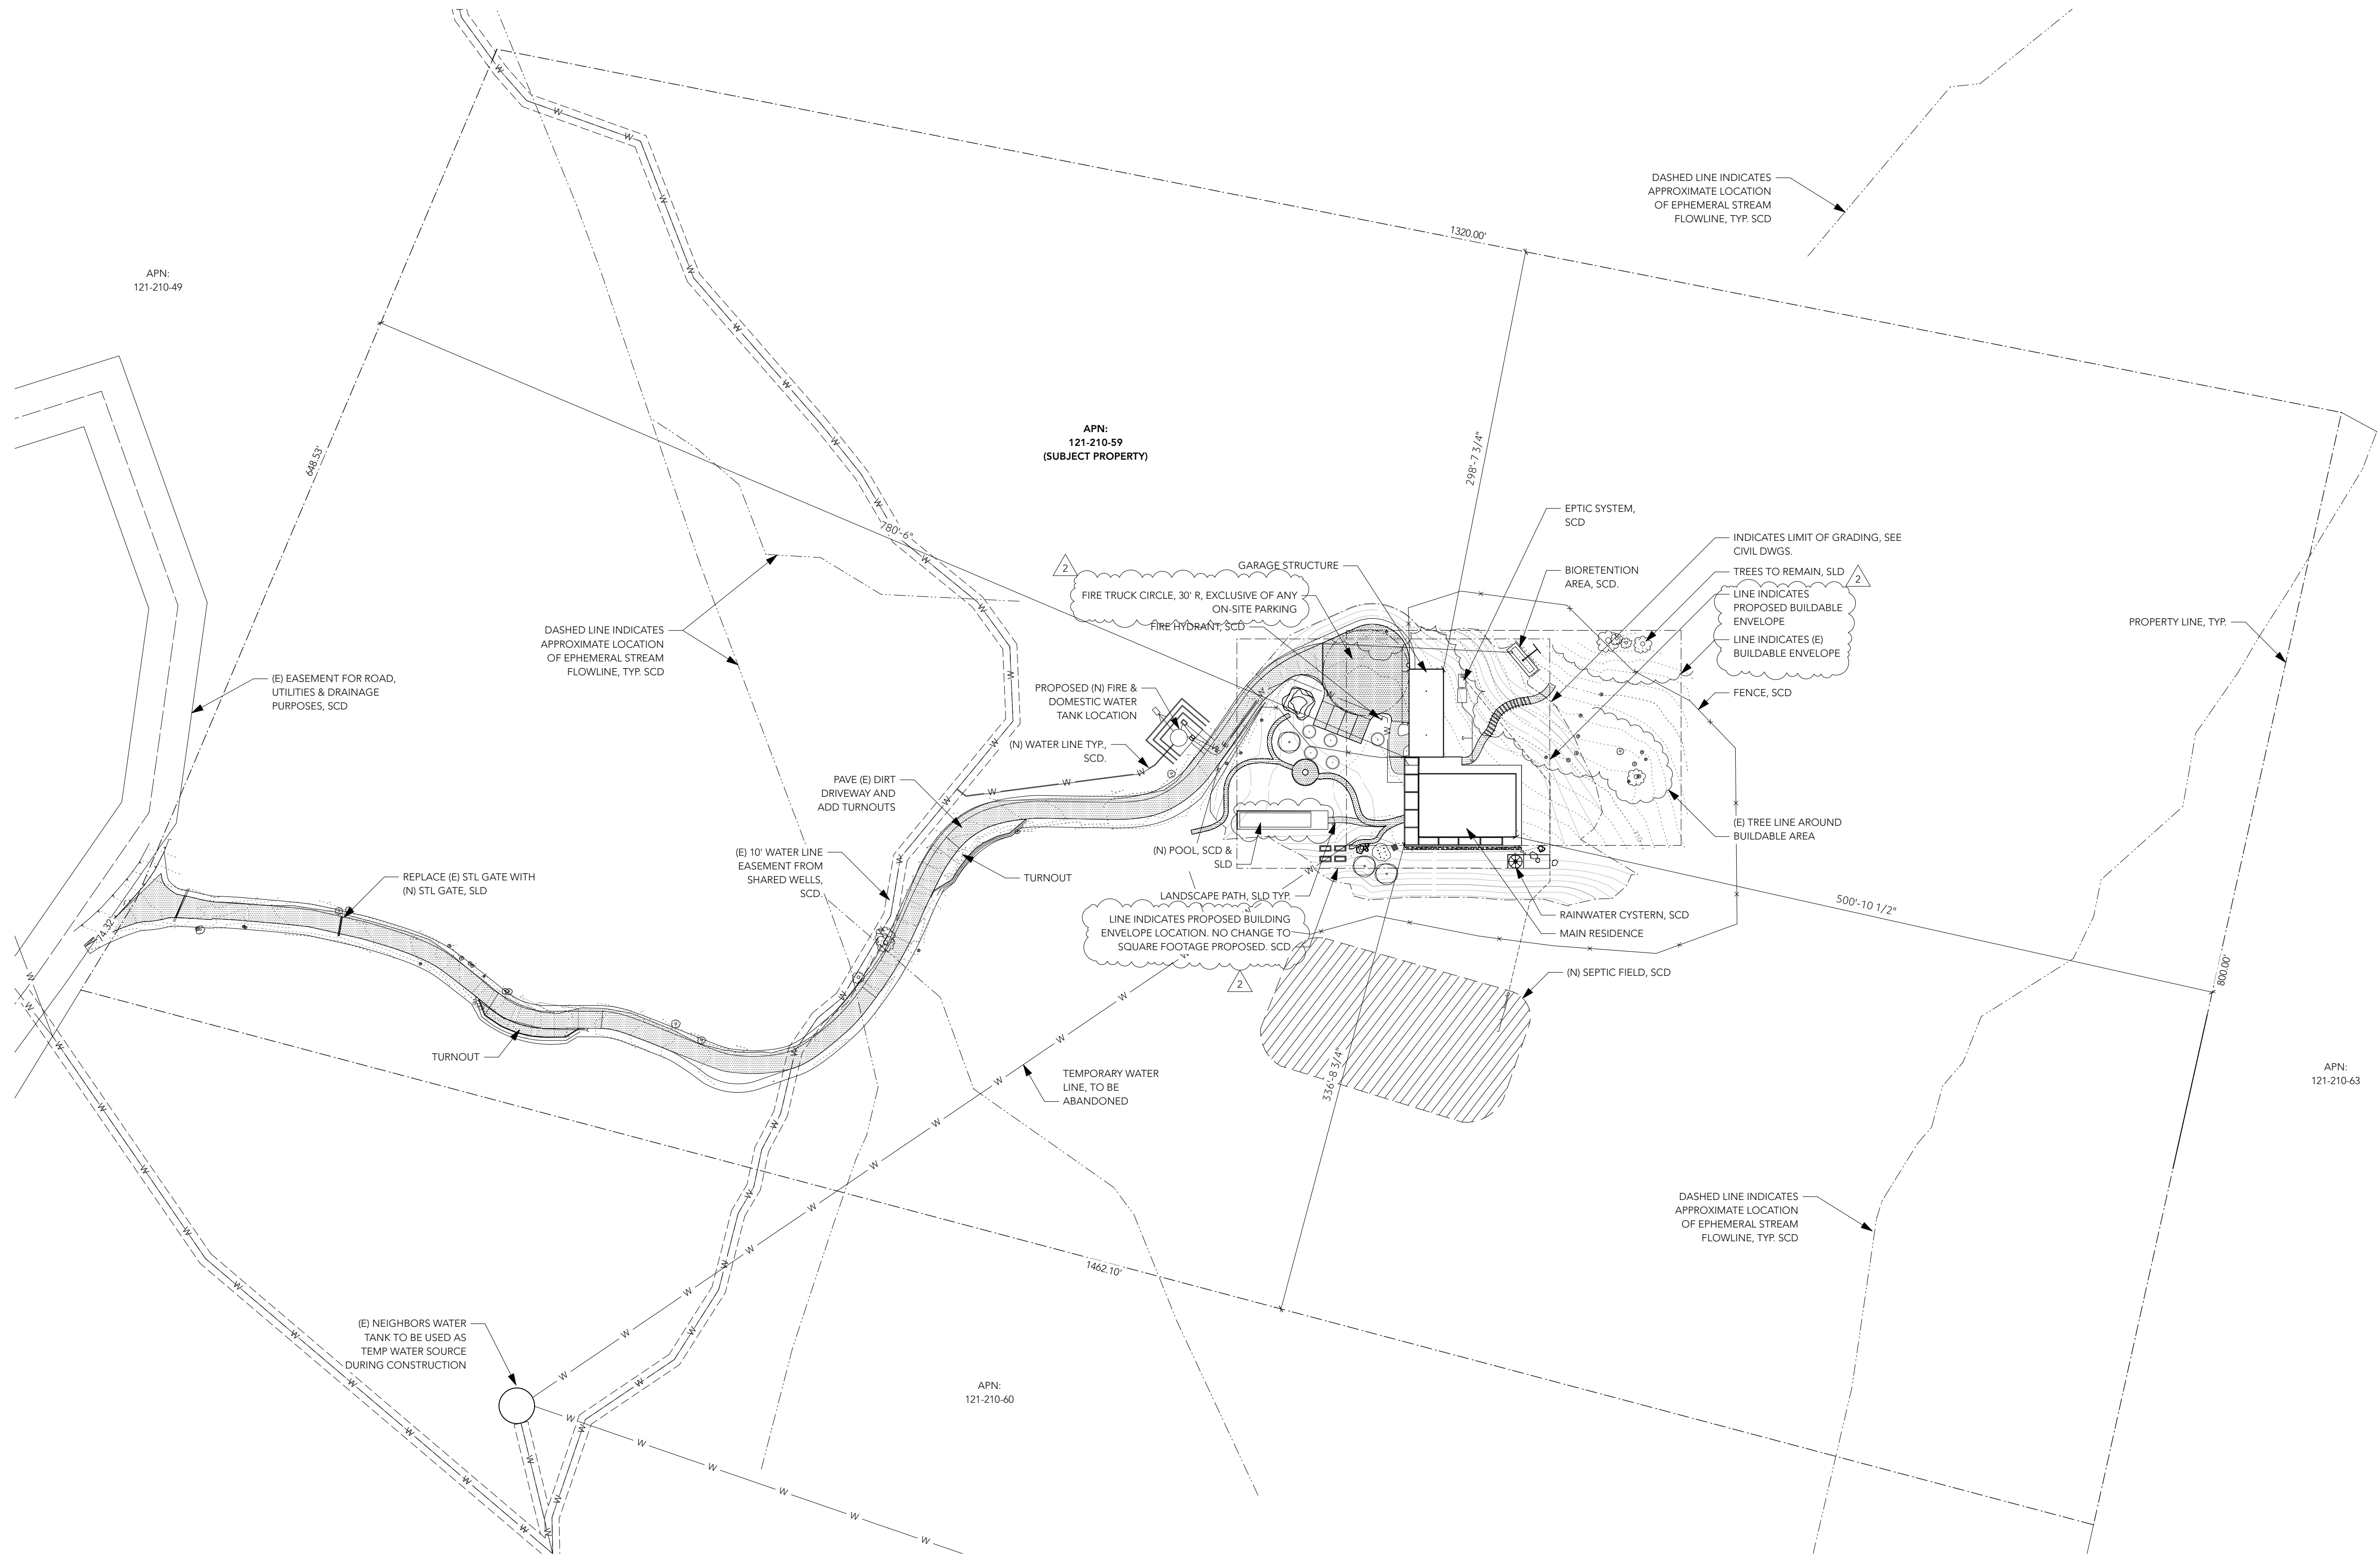 1320.00'
DASHED LINE INDICATES
APPROXIMATE LOCATION
OF EPHEMERAL STREAM
FLOWLINE, TYP. SCD
APN:
121-210-49
648.53'
APN:
121-210-59
(SUBJECT PROPERTY)
298'-7 3/4"
780'-6"
EPTIC SYSTEM,
SCD
INDICATES LIMIT OF GRADING, SEE
CIVIL DWGS.
TREES TO REMAIN, SLD
2
LINE INDICATES
PROPOSED BUILDABLE
ENVELOPE
LINE INDICATES (E)
BUILDABLE ENVELOPE
BIORETENTION
AREA, SCD.
GARAGE STRUCTURE
2
FIRE TRUCK CIRCLE, 30' R, EXCLUSIVE OF ANY
ON-SITE PARKING
FIRE HYDRANT, SCD
PROPERTY LINE, TYP.
DASHED LINE INDICATES
APPROXIMATE LOCATION
OF EPHEMERAL STREAM
FLOWLINE, TYP. SCD
(E) EASEMENT FOR ROAD,
UTILITIES & DRAINAGE
PURPOSES, SCD
PROPOSED (N) FIRE &
DOMESTIC WATER
TANK LOCATION
FENCE, SCD
(N) WATER LINE TYP.,
SCD.
PAVE (E) DIRT
DRIVEWAY AND
ADD TURNOUTS
(E) TREE LINE AROUND
BUILDABLE AREA
(E) 10' WATER LINE
EASEMENT FROM
SHARED WELLS,
SCD.
(N) POOL, SCD &
SLD
TURNOUT
REPLACE (E) STL GATE WITH
(N) STL GATE, SLD
LANDSCAPE PATH, SLD TYP.
500'-10 1/2"
LINE INDICATES PROPOSED BUILDING
ENVELOPE LOCATION. NO CHANGE TO
SQUARE FOOTAGE PROPOSED. SCD
2
RAINWATER CYSTERN, SCD
MAIN RESIDENCE
74.32'
(N) SEPTIC FIELD, SCD
800.00'
TURNOUT
336'-8 3/4"
TEMPORARY WATER
LINE, TO BE
ABANDONED
APN:
121-210-63
DASHED LINE INDICATES
APPROXIMATE LOCATION
OF EPHEMERAL STREAM
FLOWLINE, TYP. SCD
1462.10'
(E) NEIGHBORS WATER
TANK TO BE USED AS
TEMP WATER SOURCE
DURING CONSTRUCTION
APN:
121-210-60